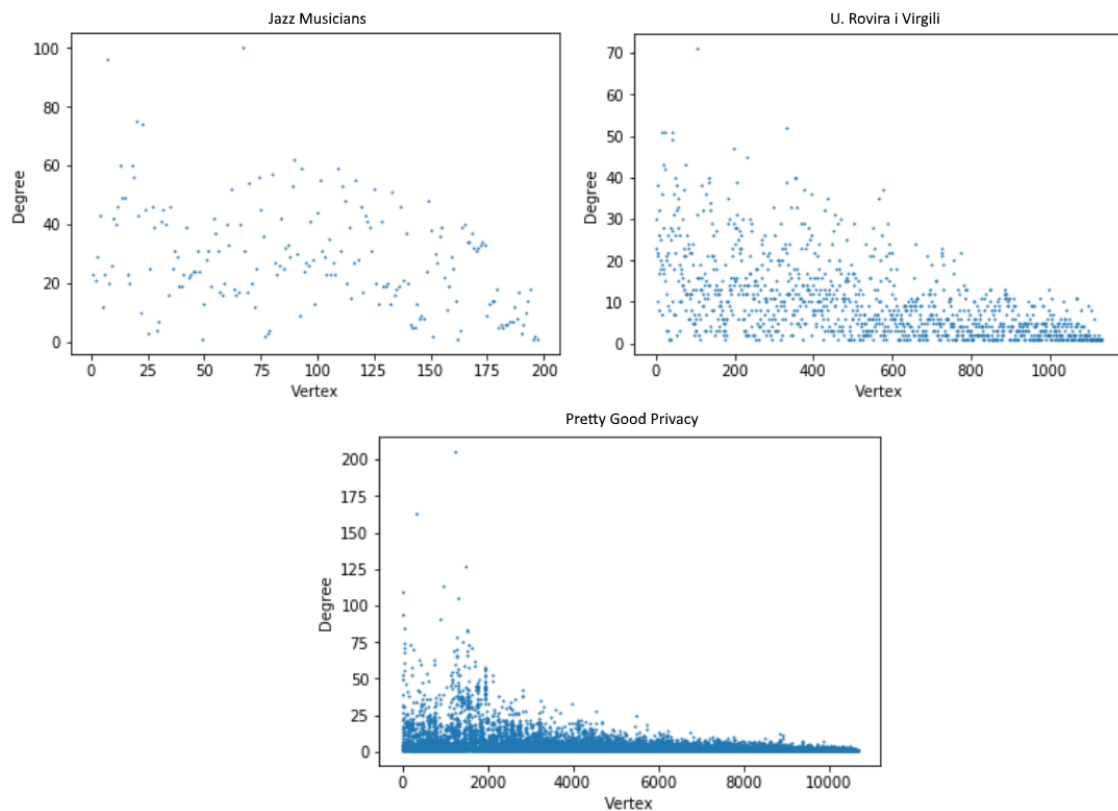 Jazz Musicians
100
80
60
40
20
0
Degree
0 25 50 75 100 125 150 175 200
Vertex
U. Rovira i Virgili
70
60
50
40
30
20
10
0
Degree
0 200 400 600 800 1000
Vertex
Pretty Good Privacy
200
175
150
125
100
75
50
25
0
Degree
0 2000 4000 6000 8000 10000
Vertex